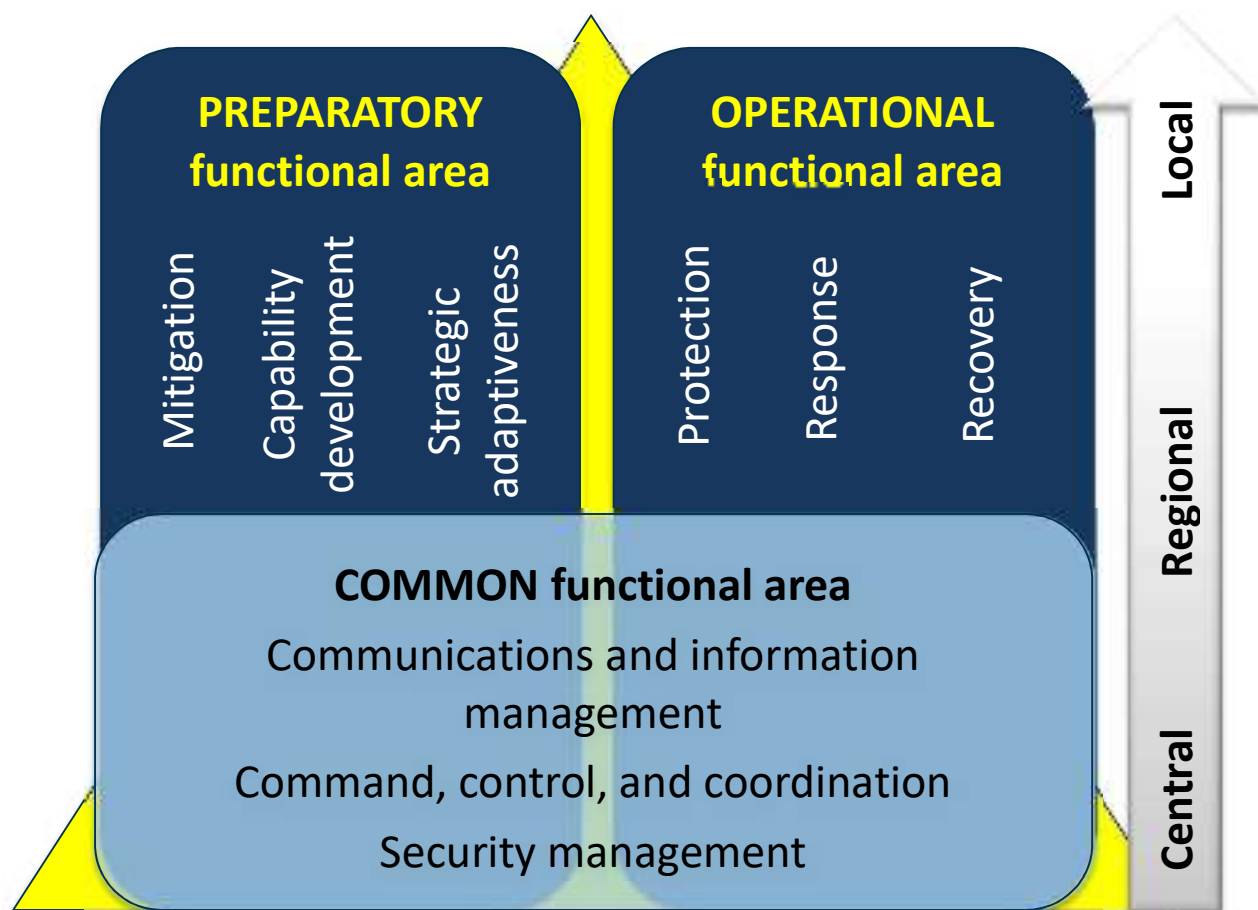 PREPARATORY
functional area
Mitigation
Capability
development
Strategic
adaptiveness
OPERATIONAL
functional area
Protection
Response
Recovery
COMMON functional area
Communications and information
management
Command, control, and coordination
Security management
Local
Regional
Central